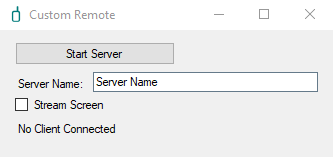 Custom Remote
Start Server
Server Name: Server Name
Stream Screen
No Client Connected